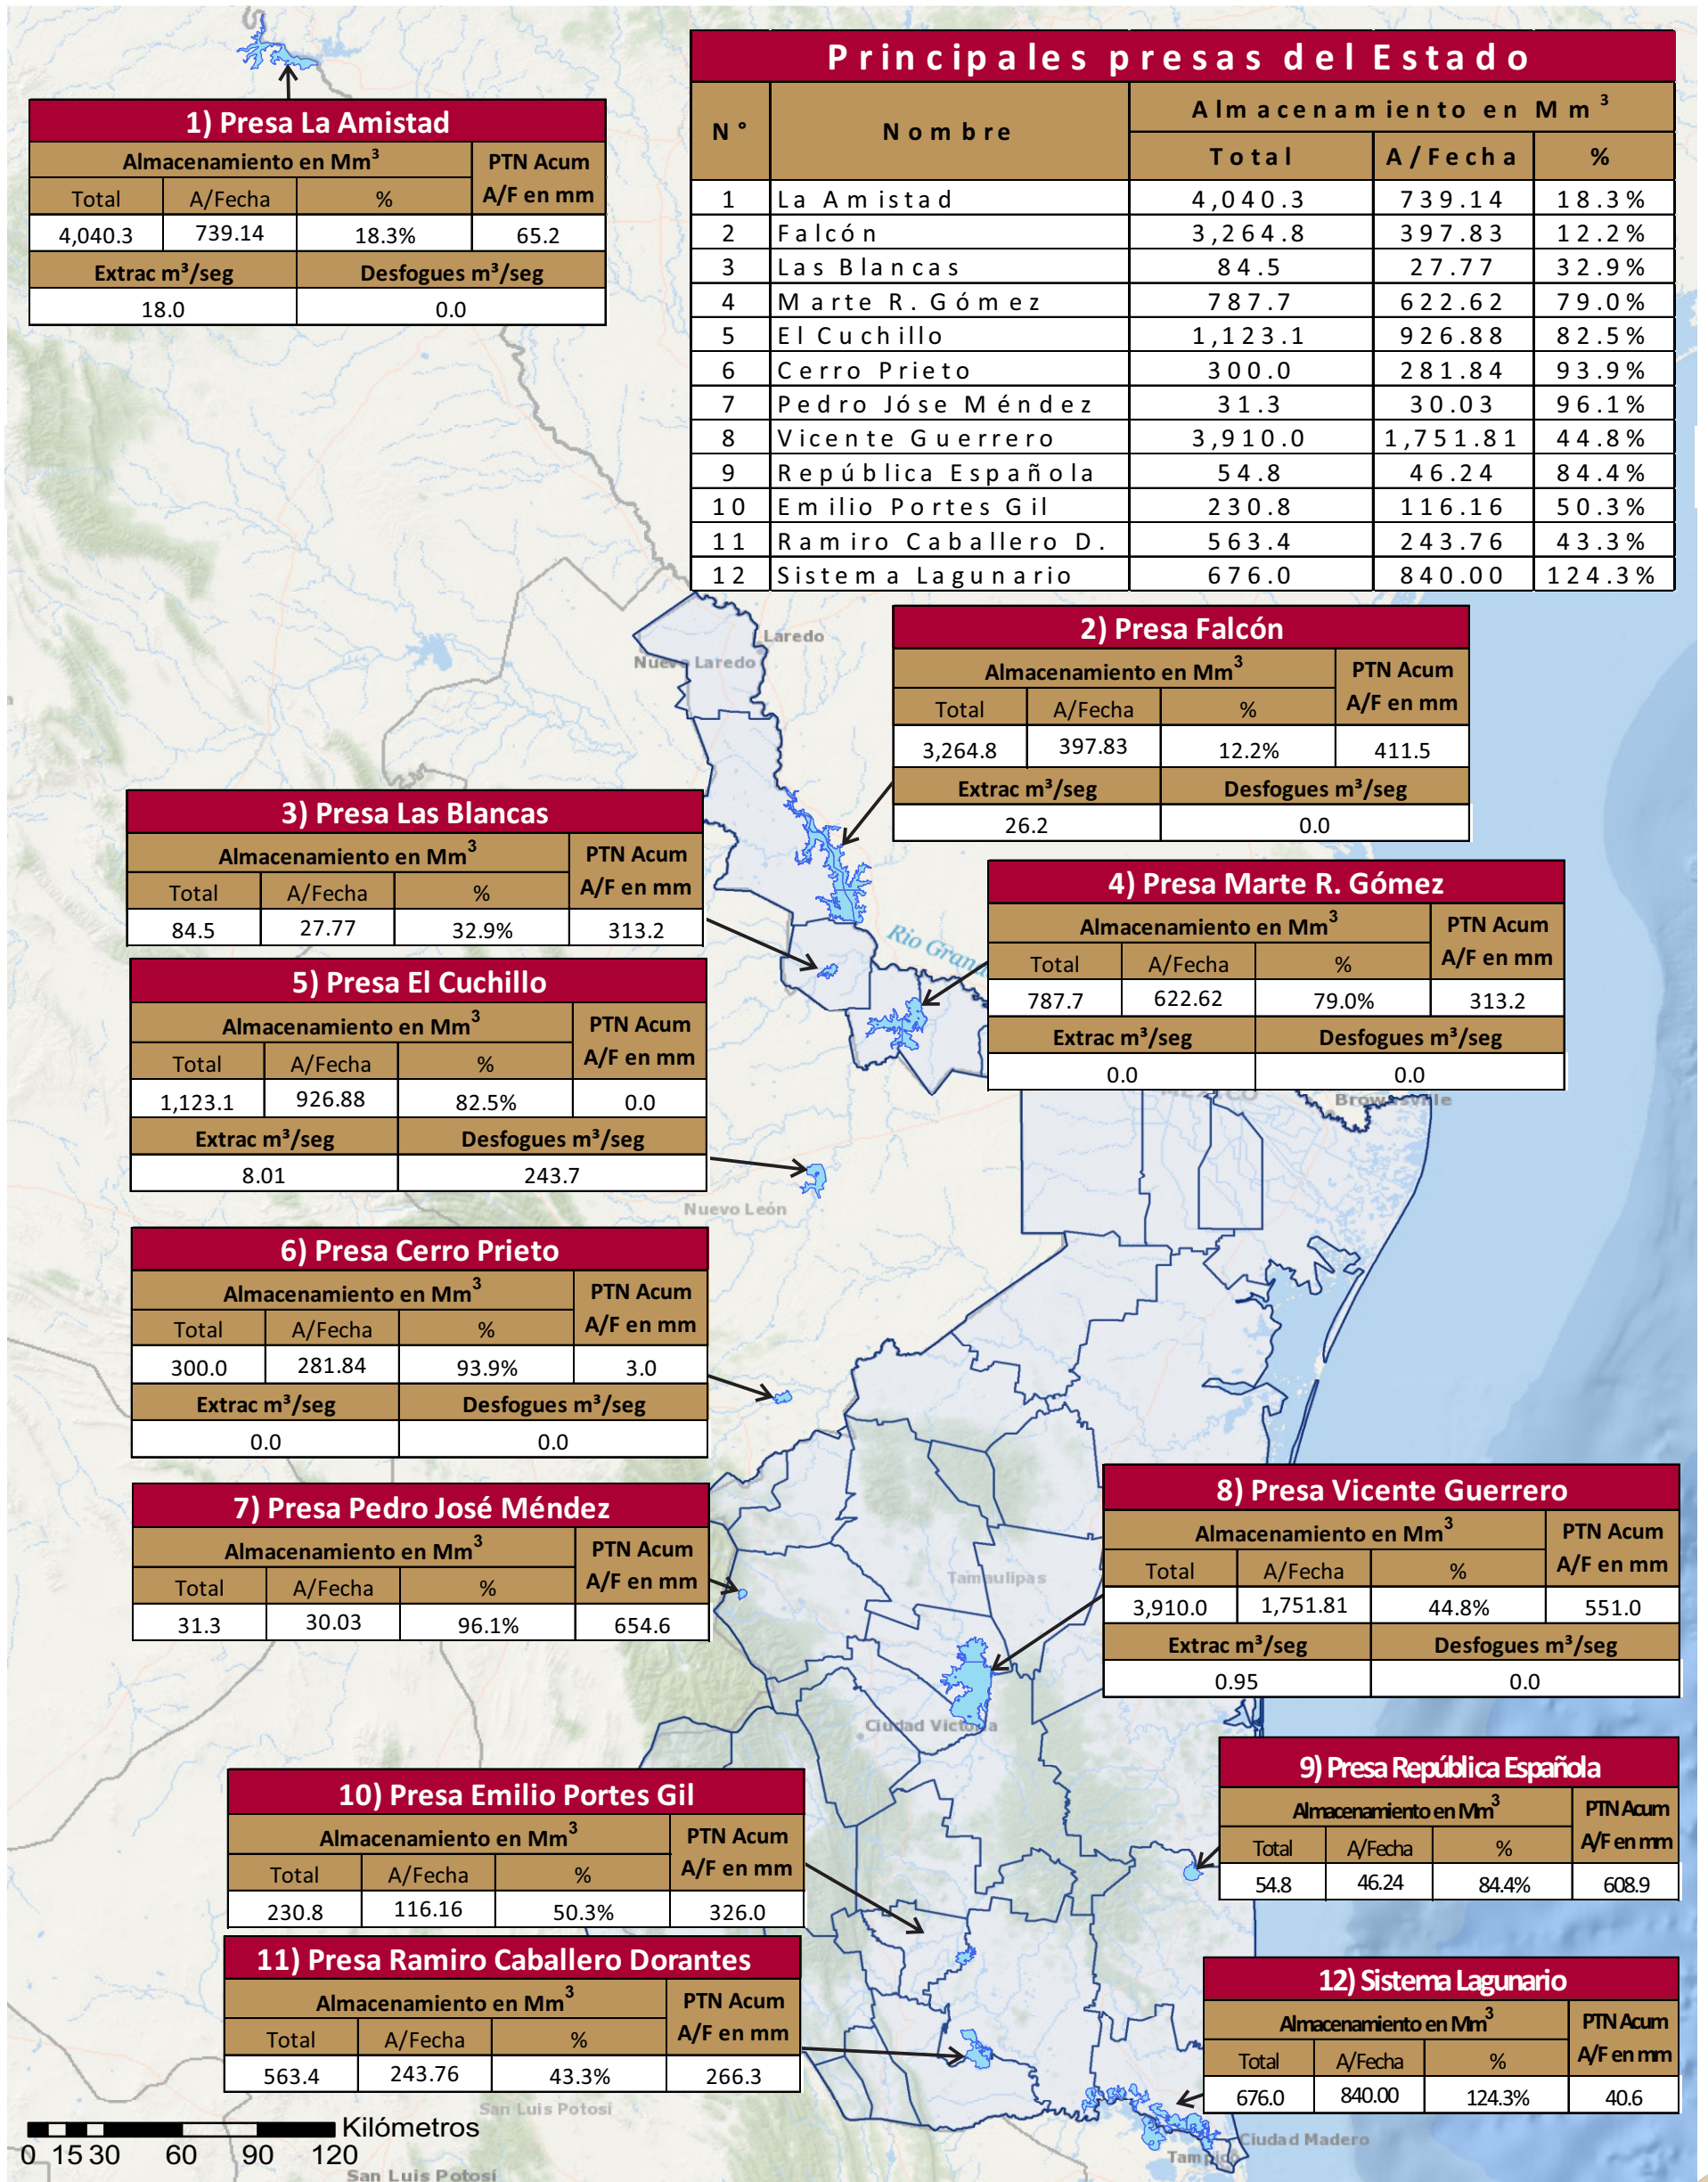 Principales presas del Estado
N° Nombre Almacenamiento en Mm³
Total A/Fecha %
1 La Amistad 4,040.3 739.14 18.3%
2 Falcón 3,264.8 397.83 12.2%
3 Las Blancas 84.5 27.77 32.9%
4 Marte R. Gómez 787.7 622.62 79.0%
5 El Cuchillo 1,123.1 926.88 82.5%
6 Cerro Prieto 300.0 281.84 93.9%
7 Pedro Jóse Méndez 31.3 30.03 96.1%
8 Vicente Guerrero 3,910.0 1,751.81 44.8%
9 República Española 54.8 46.24 84.4%
10 Emilio Portes Gil 230.8 116.16 50.3%
11 Ramiro Caballero D. 563.4 243.76 43.3%
12 Sistema Lagunario 676.0 840.00 124.3%
1) Presa La Amistad
Almacenamiento en Mm³ PTN Acum
Total A/Fecha % A/F en mm
4,040.3 739.14 18.3% 65.2
Extrac m³/seg Desfogues m³/seg
18.0 0.0
Laredo
Nuevo Laredo
2) Presa Falcón
Almacenamiento en Mm³ PTN Acum
Total A/Fecha % A/F en mm
3,264.8 397.83 12.2% 411.5
Extrac m³/seg Desfogues m³/seg
26.2 0.0
3) Presa Las Blancas
Almacenamiento en Mm³ PTN Acum
Total A/Fecha % A/F en mm
84.5 27.77 32.9% 313.2
Rio Gran
4) Presa Marte R. Gómez
Almacenamiento en Mm³ PTN Acum
Total A/Fecha % A/F en mm
787.7 622.62 79.0% 313.2
Extrac m³/seg Desfogues m³/seg
0.0 0.0
MÉXICO
Brownsville
5) Presa El Cuchillo
Almacenamiento en Mm³ PTN Acum
Total A/Fecha % A/F en mm
1,123.1 926.88 82.5% 0.0
Extrac m³/seg Desfogues m³/seg
8.01 243.7
Nuevo León
6) Presa Cerro Prieto
Almacenamiento en Mm³ PTN Acum
Total A/Fecha % A/F en mm
300.0 281.84 93.9% 3.0
Extrac m³/seg Desfogues m³/seg
0.0 0.0
7) Presa Pedro José Méndez
Almacenamiento en Mm³ PTN Acum
Total A/Fecha % A/F en mm
31.3 30.03 96.1% 654.6
Tamaulipas
8) Presa Vicente Guerrero
Almacenamiento en Mm³ PTN Acum
Total A/Fecha % A/F en mm
3,910.0 1,751.81 44.8% 551.0
Extrac m³/seg Desfogues m³/seg
0.95 0.0
Ciudad Victoria
9) Presa República Española
Almacenamiento en Mm³ PTN Acum
Total A/Fecha % A/F en mm
54.8 46.24 84.4% 608.9
10) Presa Emilio Portes Gil
Almacenamiento en Mm³ PTN Acum
Total A/Fecha % A/F en mm
230.8 116.16 50.3% 326.0
11) Presa Ramiro Caballero Dorantes
Almacenamiento en Mm³ PTN Acum
Total A/Fecha % A/F en mm
563.4 243.76 43.3% 266.3
12) Sistema Lagunario
Almacenamiento en Mm³ PTN Acum
Total A/Fecha % A/F en mm
676.0 840.00 124.3% 40.6
San Luis Potosí
Ciudad Madero
Tampico
Kilómetros
0 15 30 60 90 120
San Luis Potosí